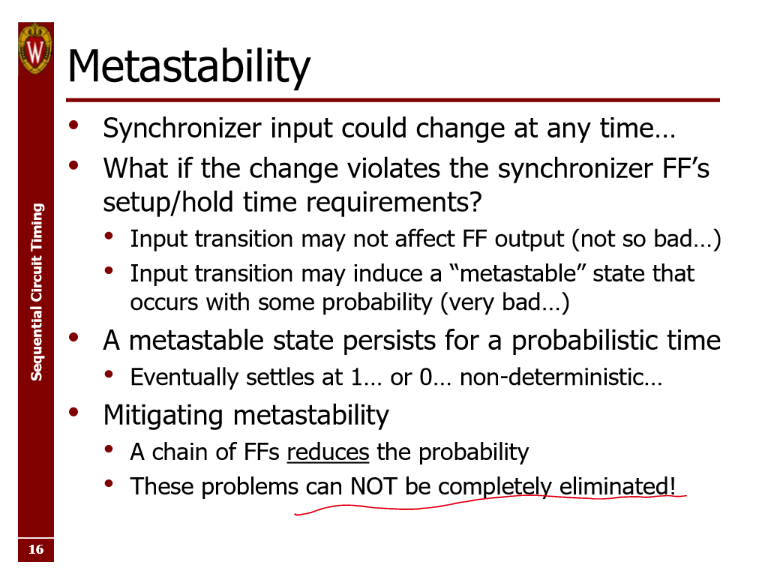 W
Metastability
• Synchronizer input could change at any time…
• What if the change violates the synchronizer FF’s
setup/hold time requirements?
• Input transition may not affect FF output (not so bad…)
• Input transition may induce a “metastable” state that
occurs with some probability (very bad…)
• A metastable state persists for a probabilistic time
• Eventually settles at 1… or 0… non-deterministic…
• Mitigating metastability
• A chain of FFs reduces the probability
• These problems can NOT be completely eliminated!
Sequential Circuit Timing
16